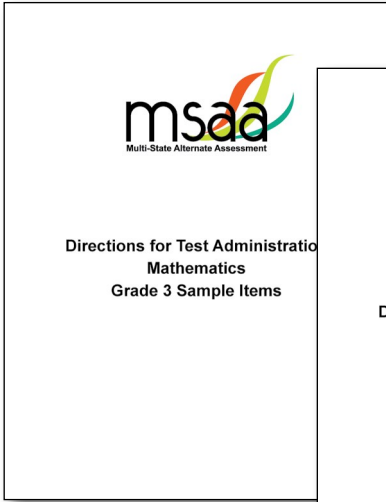 msaa
Multi-State Alternate Assessment
Directions for Test Administratio
Mathematics
Grade 3 Sample Items
D